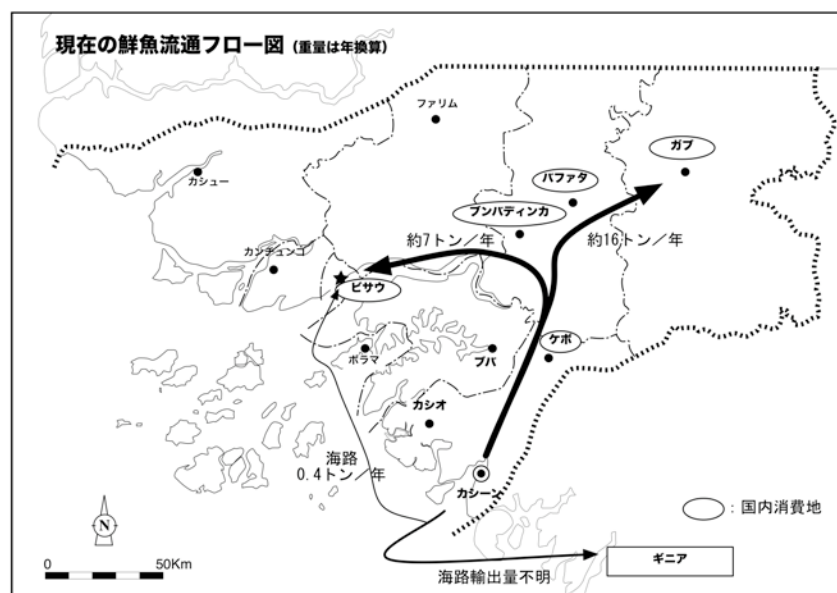 現在の鮮魚流通フロー図（重量は年換算）
ファリム
ガブ
カシュー
バファタ
ブンバディンカ
約7トン／年
約16トン／年
カンチュンゴ
ビサウ
ケボ
ボラマ
ブバ
カシオ
海路
0.4トン／年
カシーン
：国内消費地
N
0
50Km
ギニア
海路輸出量不明